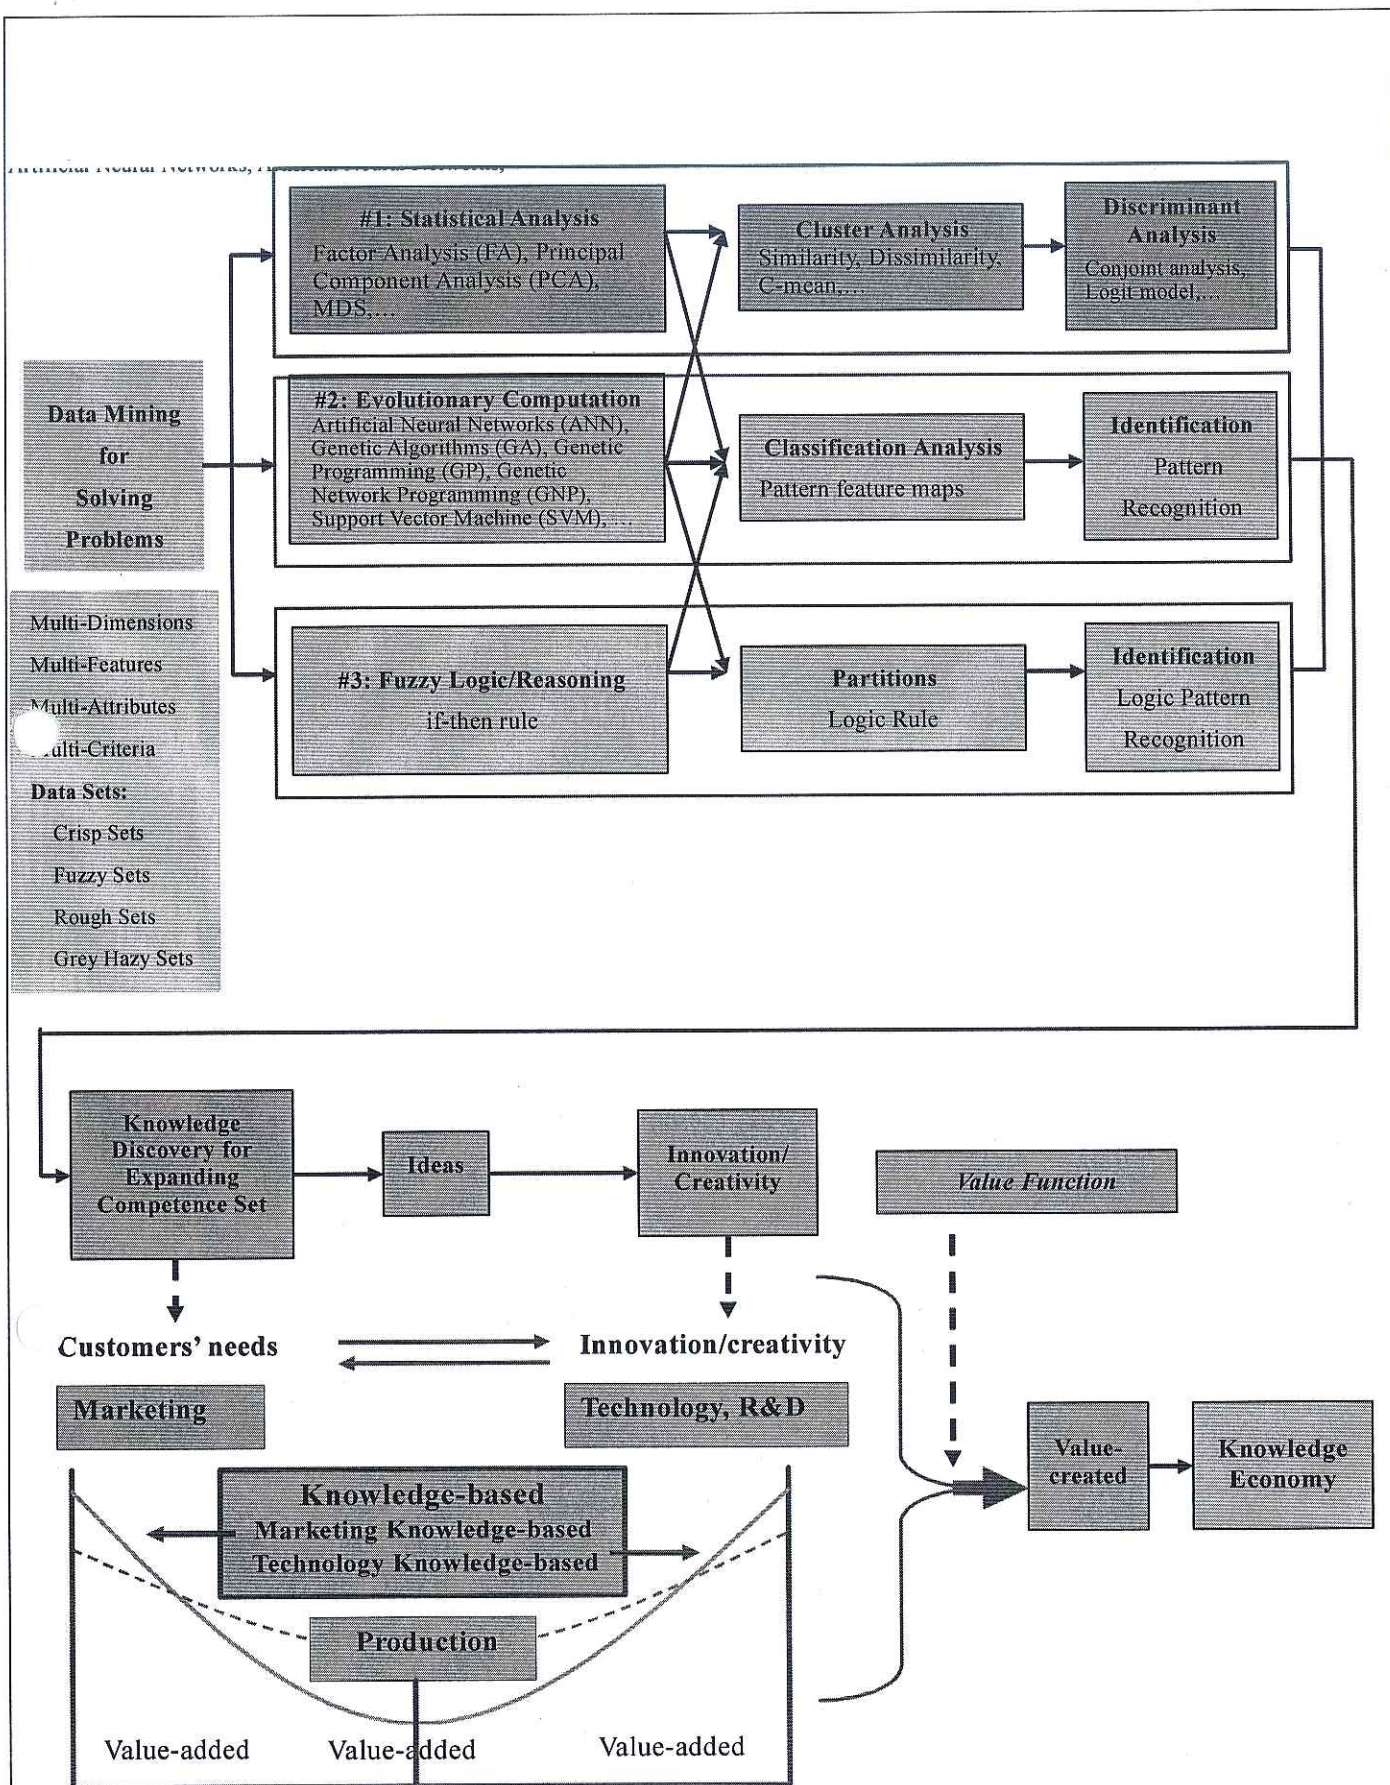 Artificial Neural Networks,
#1: Statistical Analysis
Factor Analysis (FA), Principal
Component Analysis (PCA),
MDS,…
Cluster Analysis
Similarity, Dissimilarity,
C-mean,…
Discriminant
Analysis
Conjoint analysis,
Logit model,…
Data Mining
for
Solving
Problems
#2: Evolutionary Computation
Artificial Neural Networks (ANN),
Genetic Algorithms (GA), Genetic
Programming (GP), Genetic
Network Programming (GNP),
Support Vector Machine (SVM), …
Classification Analysis
Pattern feature maps
Identification
Pattern
Recognition
Multi-Dimensions
Multi-Features
Multi-Attributes
Data Sets:
Crisp Sets
Fuzzy Sets
Rough Sets
Grey Hazy Sets
#3: Fuzzy Logic/Reasoning
if-then rule
Partitions
Logic Rule
Identification
Logic Pattern
Recognition
Knowledge
Discovery for
Expanding
Competence Set
Ideas
Innovation/
Creativity
Value Function
Customers’ needs
Innovation/creativity
Marketing
Technology, R&D
Knowledge-based
Marketing Knowledge-based
Technology Knowledge-based
Production
Value-
created
Knowledge
Economy
Value-added
Value-added
Value-added